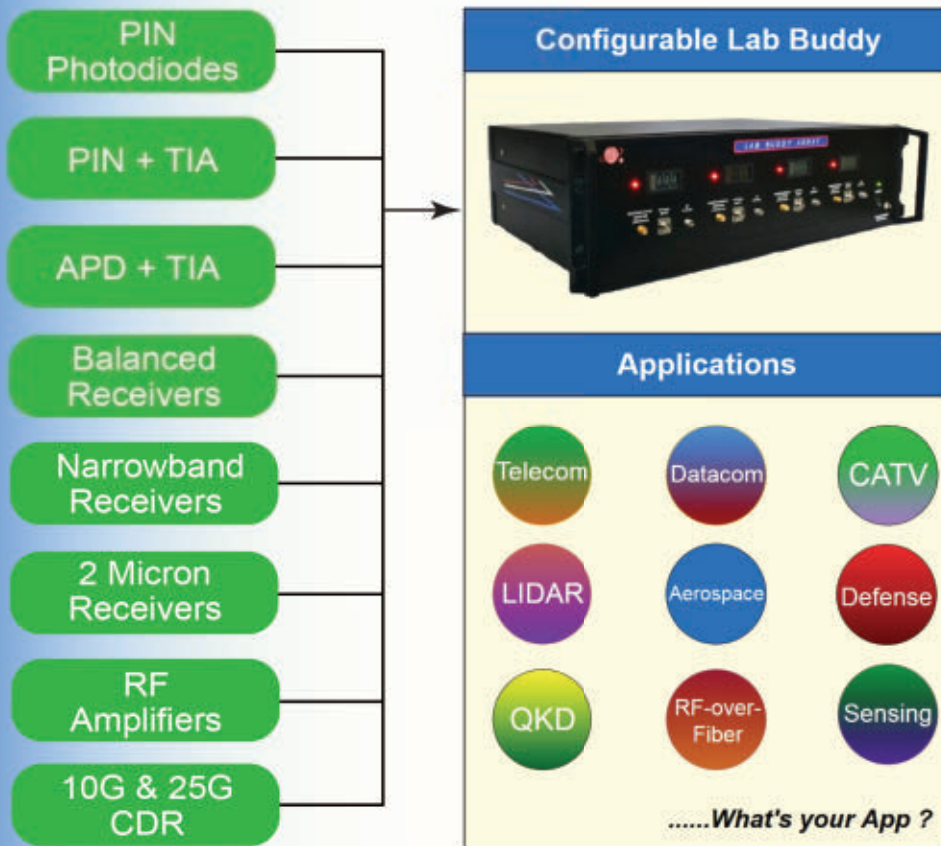 PIN
Photodiodes
PIN + TIA
APD + TIA
Balanced
Receivers
Narrowband
Receivers
2 Micron
Receivers
RF
Amplifiers
10G & 25G
CDR
Configurable Lab Buddy
LAB BUDDY ARRAY
Applications
Telecom
Datacom
CATV
LIDAR
Aerospace
Defense
QKD
RF-over-
Fiber
Sensing
......What's your App ?